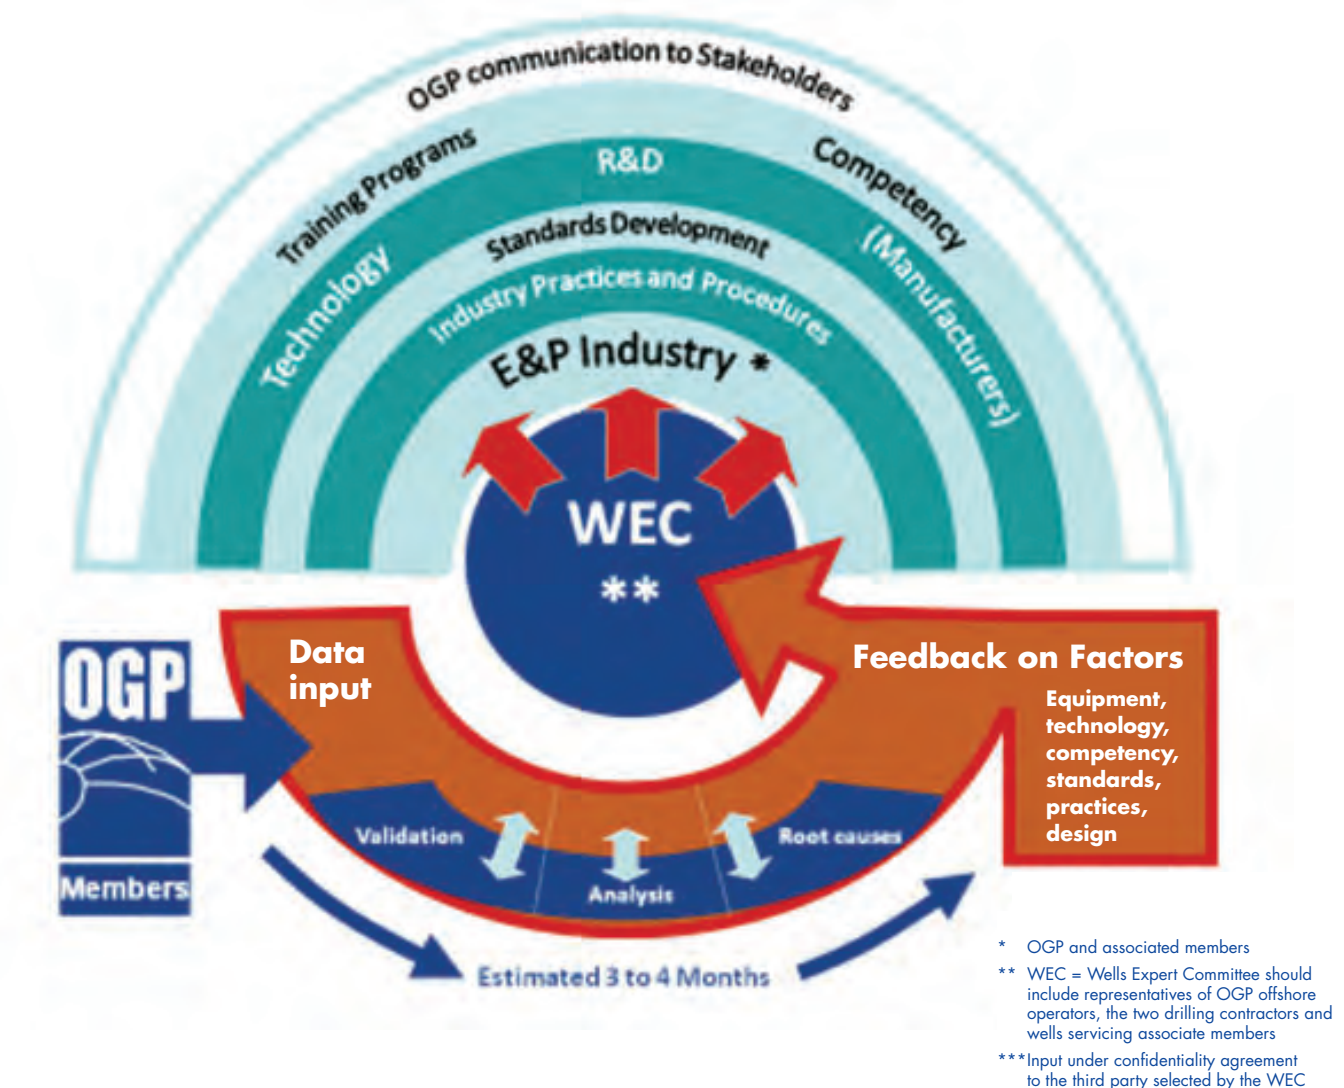 OGP communication to Stakeholders
Training Programs
Competency
R&D
Technology
(Manufacturers)
Standards Development
Industry Practices and Procedures
E&P Industry *
WEC
**
Data
input
Feedback on Factors
Equipment,
technology,
competency,
standards,
practices,
design
OGP
Members
Validation
Analysis
Root causes
Estimated 3 to 4 Months
* OGP and associated members
** WEC = Wells Expert Committee should
include representatives of OGP offshore
operators, the two drilling contractors and
wells servicing associate members
***Input under confidentiality agreement
to the third party selected by the WEC